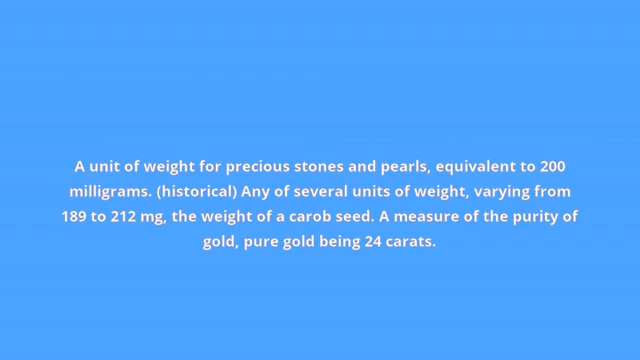 A unit of weight for precious stones and pearls, equivalent to 200
milligrams. (historical) Any of several units of weight, varying from
189 to 212 mg, the weight of a carob seed. A measure of the purity of
gold, pure gold being 24 carats.